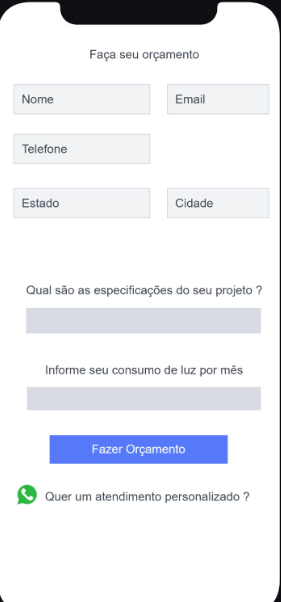 Faça seu orçamento
Nome
Email
Telefone
Estado
Cidade
Qual são as especificações do seu projeto ?
Informe seu consumo de luz por mês
Fazer Orçamento
Quer um atendimento personalizado ?